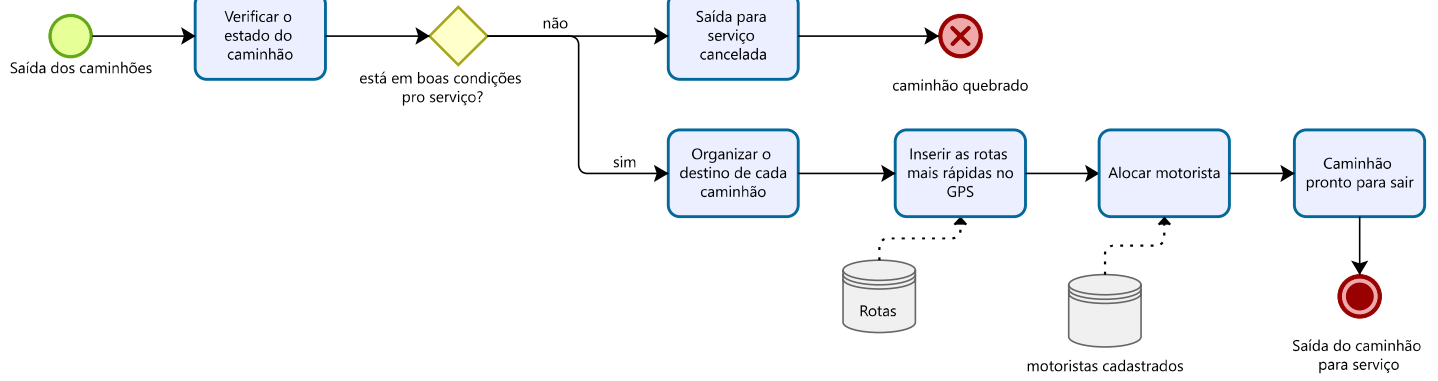 Saída dos caminhões
Verificar o
estado do
caminhão
está em boas condições
pro serviço?
não
Saída para
serviço
cancelada
caminhão quebrado
sim
Organizar o
destino de cada
caminhão
Inserir as rotas
mais rápidas no
GPS
Alocar motorista
Caminhão
pronto para sair
Rotas
motoristas cadastrados
Saída do caminhão
para serviço